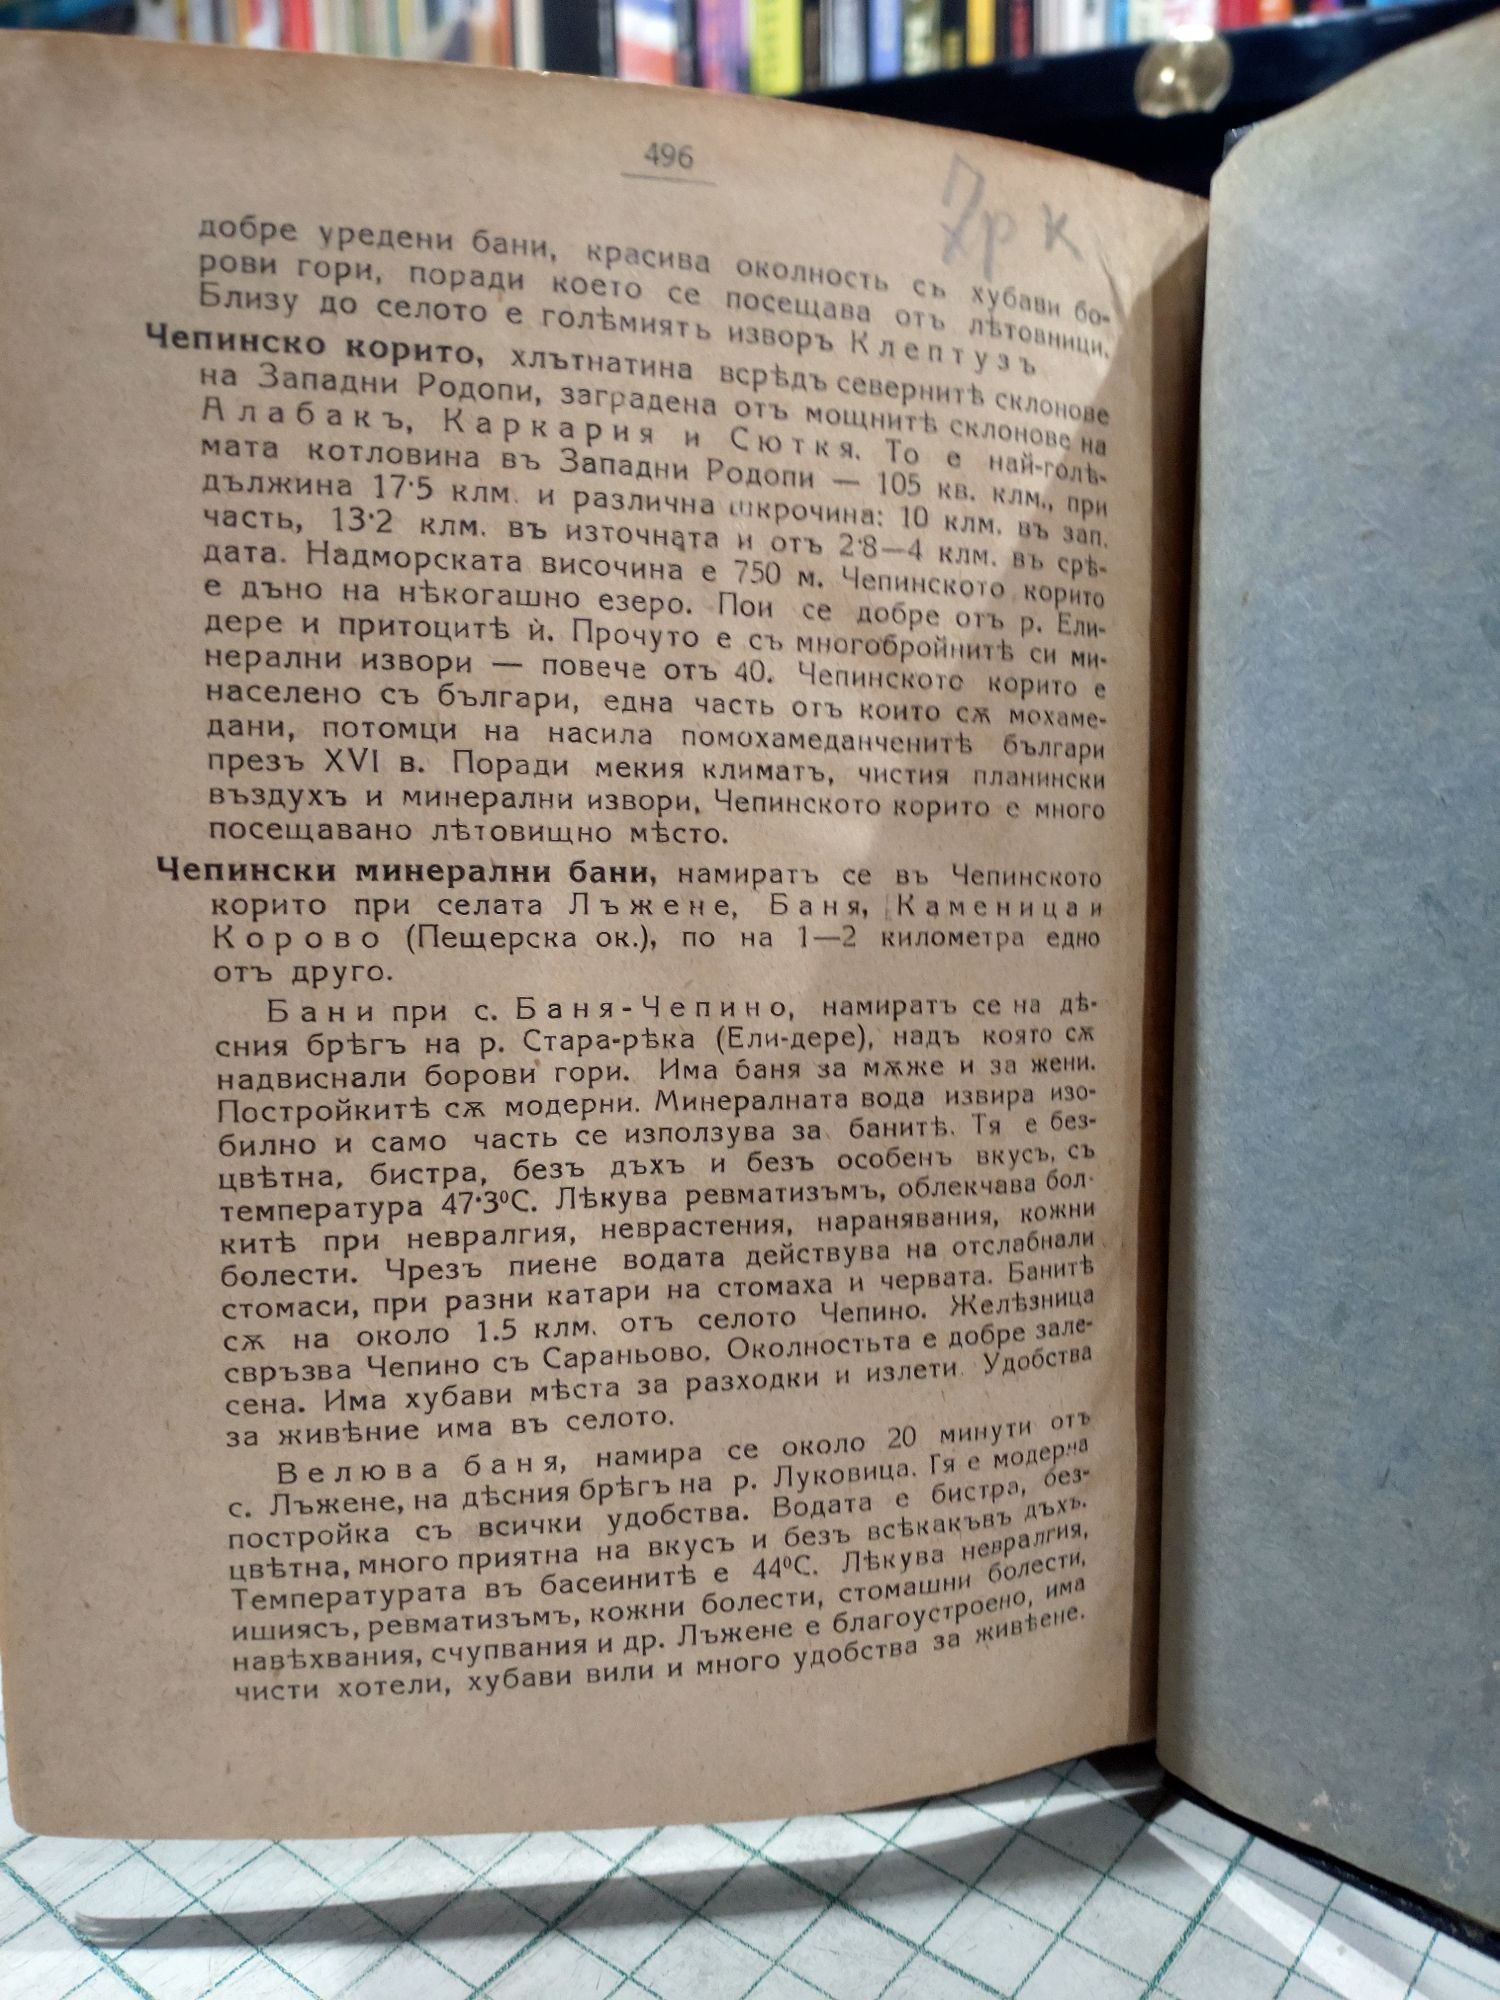 496
добре уредени бани, красива околность съ хубави бо-
рови гори, поради което се посещава отъ лѣтовници.
Близу до селото е голѣмиятъ изворъ Клептузъ
Чепинско корито, хлътнатина всрѣдъ севернитѣ склонове
на Западни Родопи, заградена отъ мощнитѣ склонове на
Алабакъ, Каркария и Сюткя. То е най-голѣ-
мата котловина въ Западни Родопи — 105 кв. клм., при
дължина 17·5 клм. и различна шкрочина: 10 клм. въ зап.
часть, 13·2 клм. въ източната и отъ 2·8—4 клм. въ срѣ-
дата. Надморската височина е 750 м. Чепинското корито
е дъно на нѣкогашно езеро. Пои се добре отъ р. Ели-
дере и притоцитѣ ѝ. Прочуто е съ многобройнитѣ си ми-
нерални извори — повече отъ 40. Чепинското корито е
населено съ българи, една часть отъ които сѫ мохаме-
дани, потомци на насила помохамеданченитѣ българи
презъ XVI в. Поради мекия климатъ, чистия планински
въздухъ и минерални извори, Чепинското корито е много
посещавано лѣтовищно мѣсто.
Чепински минерални бани, намиратъ се въ Чепинското
корито при селата Лъжене, Баня, Каменица и
Корово (Пещерска ок.), по на 1—2 километра едно
отъ друго.
Бани при с. Баня-Чепино, намиратъ се на дѣ-
сния брѣгъ на р. Стара-рѣка (Ели-дере), надъ която сѫ
надвиснали борови гори. Има баня за мѫже и за жени.
Постройкитѣ сѫ модерни. Минералната вода извира изо-
билно и само часть се използува за банитѣ. Тя е без-
цвѣтна, бистра, безъ дъхъ и безъ особенъ вкусъ, съ
температура 47·3⁰С. Лѣкува ревматизъмъ, облекчава бол-
китѣ при невралгия, неврастения, наранявания, кожни
болести. Чрезъ пиене водата действува на отслабнали
стомаси, при разни катари на стомаха и червата. Банитѣ
сѫ на около 1.5 клм. отъ селото Чепино. Желѣзница
свръзва Чепино съ Сараньово. Околностьта е добре зале-
сена. Има хубави мѣста за разходки и излети. Удобства
за живѣние има въ селото.
Велюва баня, намира се около 20 минути отъ
с. Лъжене, на дѣсния брѣгъ на р. Луковица. Тя е модерна
постройка съ всички удобства. Водата е бистра, без-
цвѣтна, много приятна на вкусъ и безъ всѣкакъвъ дъхъ.
Температурата въ басеинитѣ е 44⁰С. Лѣкува невралгия,
ишиясъ, ревматизъмъ, кожни болести, стомашни болести,
навѣхвания, счупвания и др. Лъжене е благоустроено, има
чисти хотели, хубави вили и много удобства за живѣене.